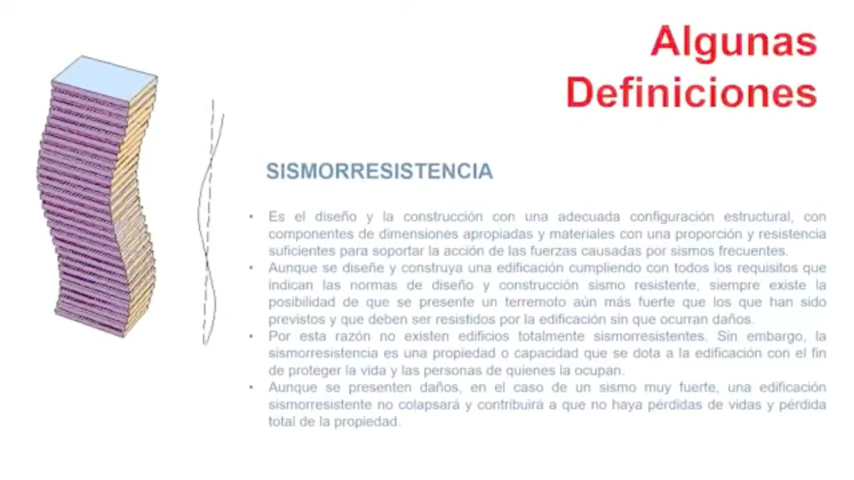 Algunas
Definiciones
SISMORRESISTENCIA
• Es el diseño y la construcción con una adecuada configuración estructural, con
componentes de dimensiones apropiadas y materiales con una proporción y resistencia
suficientes para soportar la acción de las fuerzas causadas por sismos frecuentes.
• Aunque se diseñe y construya una edificación cumpliendo con todos los requisitos que
indican las normas de diseño y construcción sismo resistente, siempre existe la
posibilidad de que se presente un terremoto aún más fuerte que los que han sido
previstos y que deben ser resistidos por la edificación sin que ocurran daños.
• Por esta razón no existen edificios totalmente sismorresistentes. Sin embargo, la
sismorresistencia es una propiedad o capacidad que se dota a la edificación con el fin
de proteger la vida y las personas de quienes la ocupan.
• Aunque se presenten daños, en el caso de un sismo muy fuerte, una edificación
sismorresistente no colapsará y contribuirá a que no haya pérdidas de vidas y pérdida
total de la propiedad.